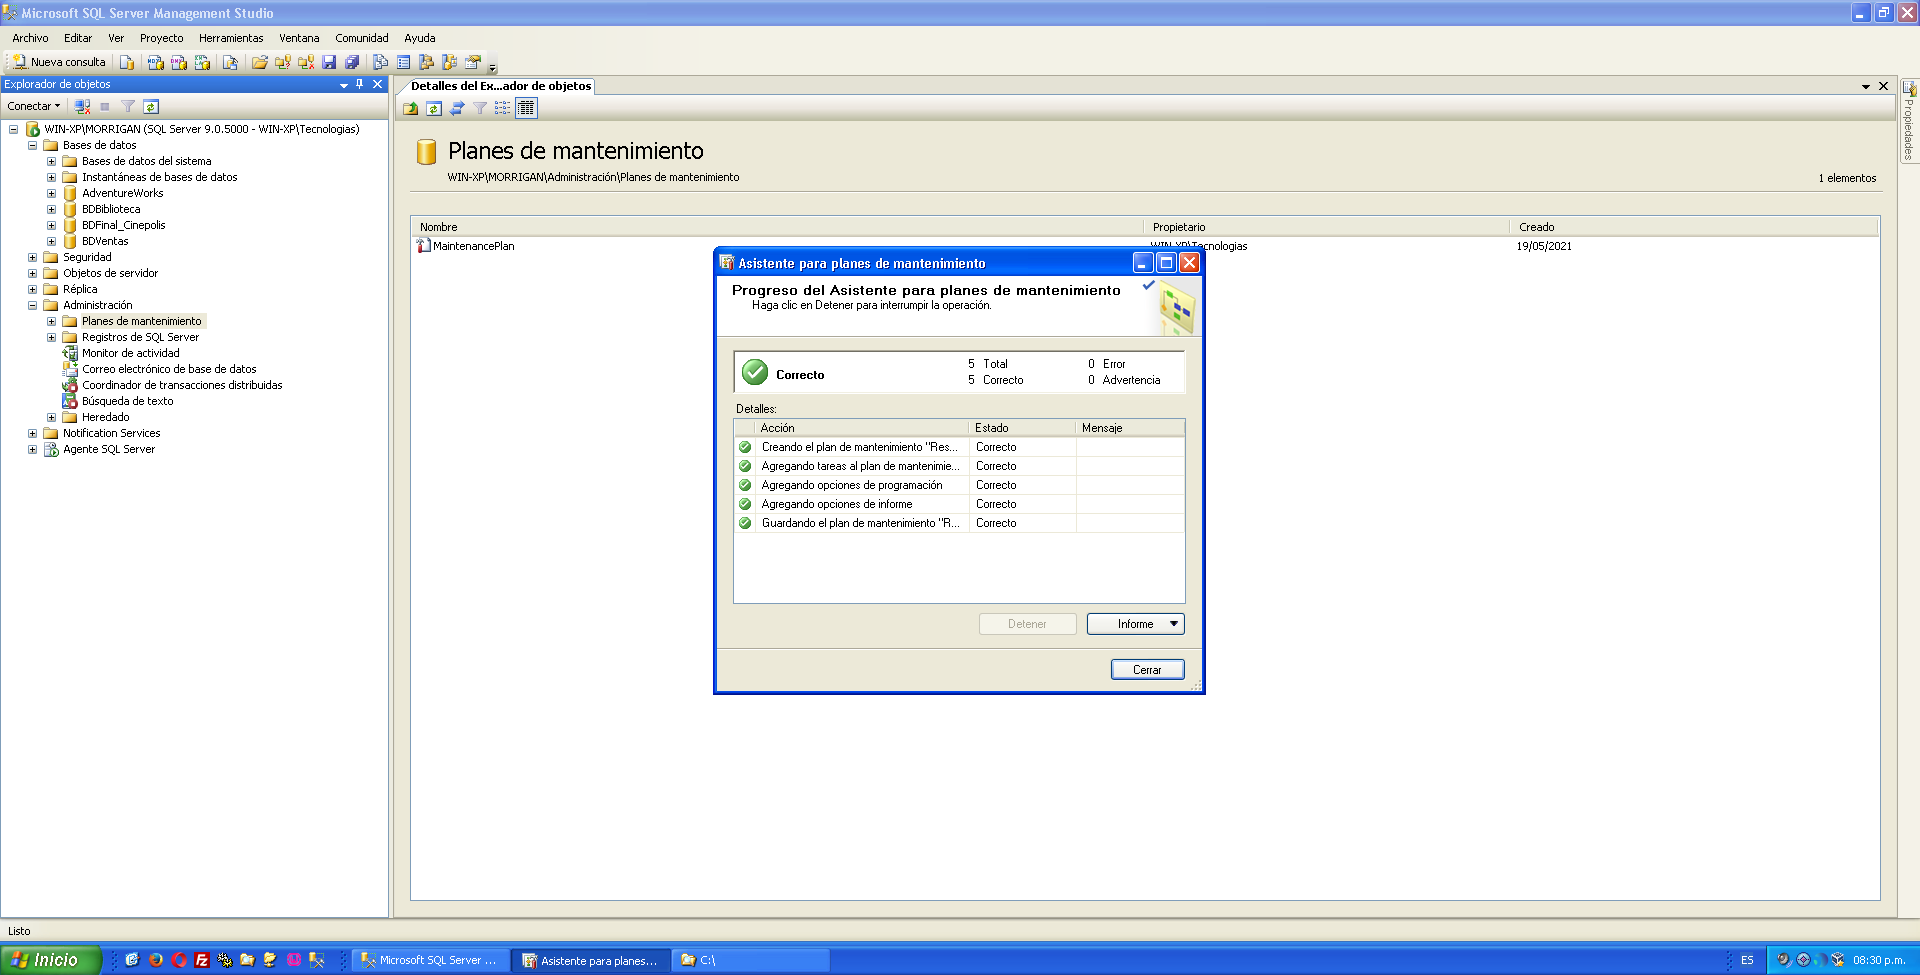 Microsoft SQL Server Management Studio
Archivo Editar Ver Proyecto Herramientas Ventana Comunidad Ayuda
Nueva consulta
Explorador de objetos
Conectar
WIN-XP\MORRIGAN (SQL Server 9.0.5000 - WIN-XP\Tecnologias)
Bases de datos
Bases de datos del sistema
Instantáneas de bases de datos
AdventureWorks
BDBiblioteca
BDFinal_Cinepolis
BDVentas
Seguridad
Objetos de servidor
Réplica
Administración
Planes de mantenimiento
Registros de SQL Server
Monitor de actividad
Correo electrónico de base de datos
Coordinador de transacciones distribuidas
Búsqueda de texto
Heredado
Notification Services
Agente SQL Server
Detalles del Ex...ador de objetos
Planes de mantenimiento
WIN-XP\MORRIGAN\Administración\Planes de mantenimiento
1 elementos
Nombre Propietario Creado
MaintenancePlan WIN-XP\Tecnologias 19/05/2021
Propiedades
Asistente para planes de mantenimiento
Progreso del Asistente para planes de mantenimiento
Haga clic en Detener para interrumpir la operación.
Correcto
5 Total 0 Error
5 Correcto 0 Advertencia
Detalles:
Acción Estado Mensaje
Creando el plan de mantenimiento "Res... Correcto
Agregando tareas al plan de mantenimie... Correcto
Agregando opciones de programación Correcto
Agregando opciones de informe Correcto
Guardando el plan de mantenimiento "R... Correcto
Detener Informe
Cerrar
Listo
Inicio
Microsoft SQL Server ...
Asistente para planes...
C:\
ES
08:30 p.m.